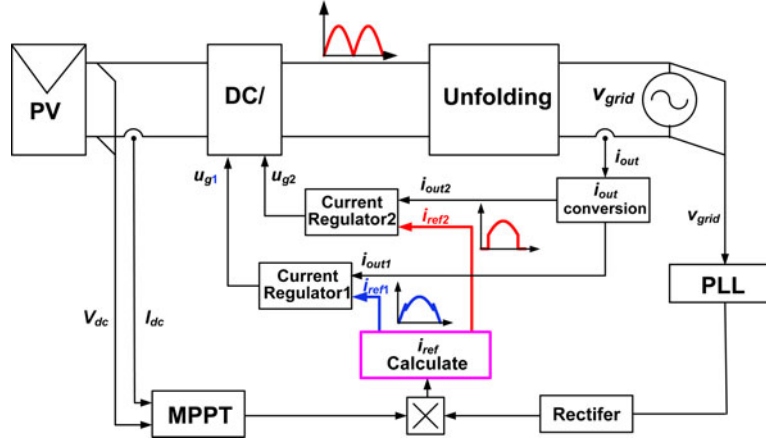 PV
DC/
Unfolding
vgrid
iout
ug1
ug2
iout2
iout
conversion
Current
Regulator2
iref2
vgrid
iout1
Current
Regulator1
iref1
PLL
Vdc
Idc
iref
Calculate
MPPT
Rectifer